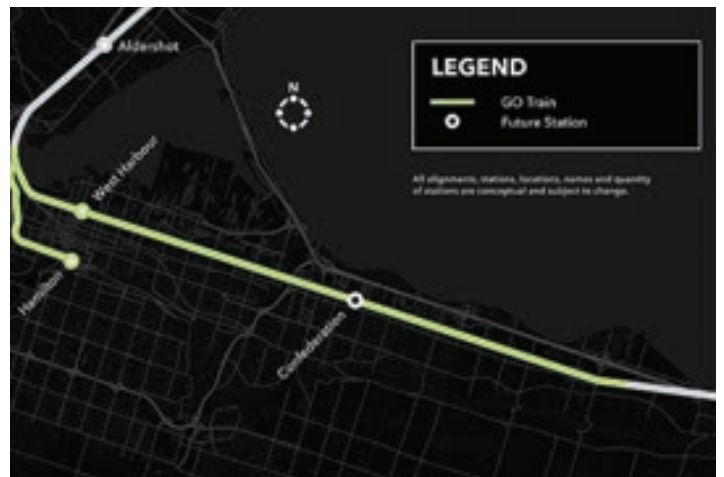 Aldershot
N
LEGEND
GO Train
Future Station
All alignments, stations, locations, names and quantity
of stations are conceptual and subject to change.
West Harbour
Hamilton
Confederation